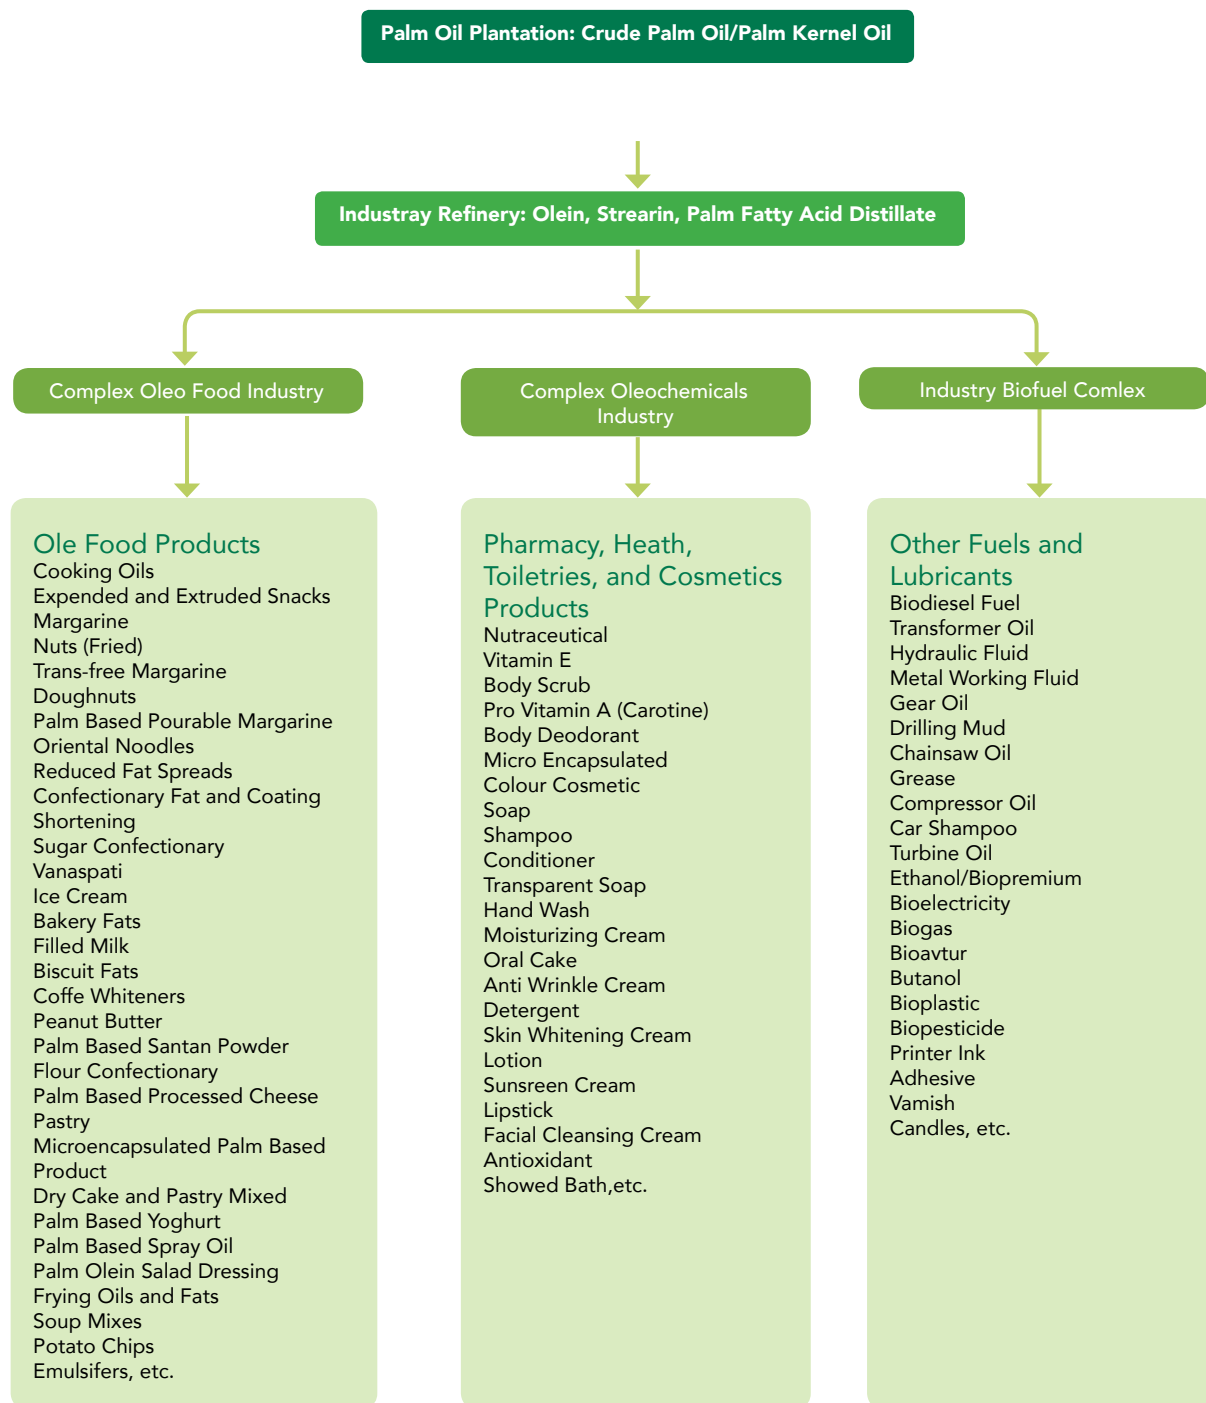 Palm Oil Plantation: Crude Palm Oil/Palm Kernel Oil
Industray Refinery: Olein, Strearin, Palm Fatty Acid Distillate
Complex Oleo Food Industry
Complex Oleochemicals
Industry
Industry Biofuel Comlex
Ole Food Products
Cooking Oils
Expended and Extruded Snacks
Margarine
Nuts (Fried)
Trans-free Margarine
Doughnuts
Palm Based Pourable Margarine
Oriental Noodles
Reduced Fat Spreads
Confectionary Fat and Coating
Shortening
Sugar Confectionary
Vanaspati
Ice Cream
Bakery Fats
Filled Milk
Biscuit Fats
Coffe Whiteners
Peanut Butter
Palm Based Santan Powder
Flour Confectionary
Palm Based Processed Cheese
Pastry
Microencapsulated Palm Based
Product
Dry Cake and Pastry Mixed
Palm Based Yoghurt
Palm Based Spray Oil
Palm Olein Salad Dressing
Frying Oils and Fats
Soup Mixes
Potato Chips
Emulsifers, etc.
Pharmacy, Heath,
Toiletries, and Cosmetics
Products
Nutraceutical
Vitamin E
Body Scrub
Pro Vitamin A (Carotine)
Body Deodorant
Micro Encapsulated
Colour Cosmetic
Soap
Shampoo
Conditioner
Transparent Soap
Hand Wash
Moisturizing Cream
Oral Cake
Anti Wrinkle Cream
Detergent
Skin Whitening Cream
Lotion
Sunsreen Cream
Lipstick
Facial Cleansing Cream
Antioxidant
Showed Bath,etc.
Other Fuels and
Lubricants
Biodiesel Fuel
Transformer Oil
Hydraulic Fluid
Metal Working Fluid
Gear Oil
Drilling Mud
Chainsaw Oil
Grease
Compressor Oil
Car Shampoo
Turbine Oil
Ethanol/Biopremium
Bioelectricity
Biogas
Bioavtur
Butanol
Bioplastic
Biopesticide
Printer Ink
Adhesive
Vamish
Candles, etc.